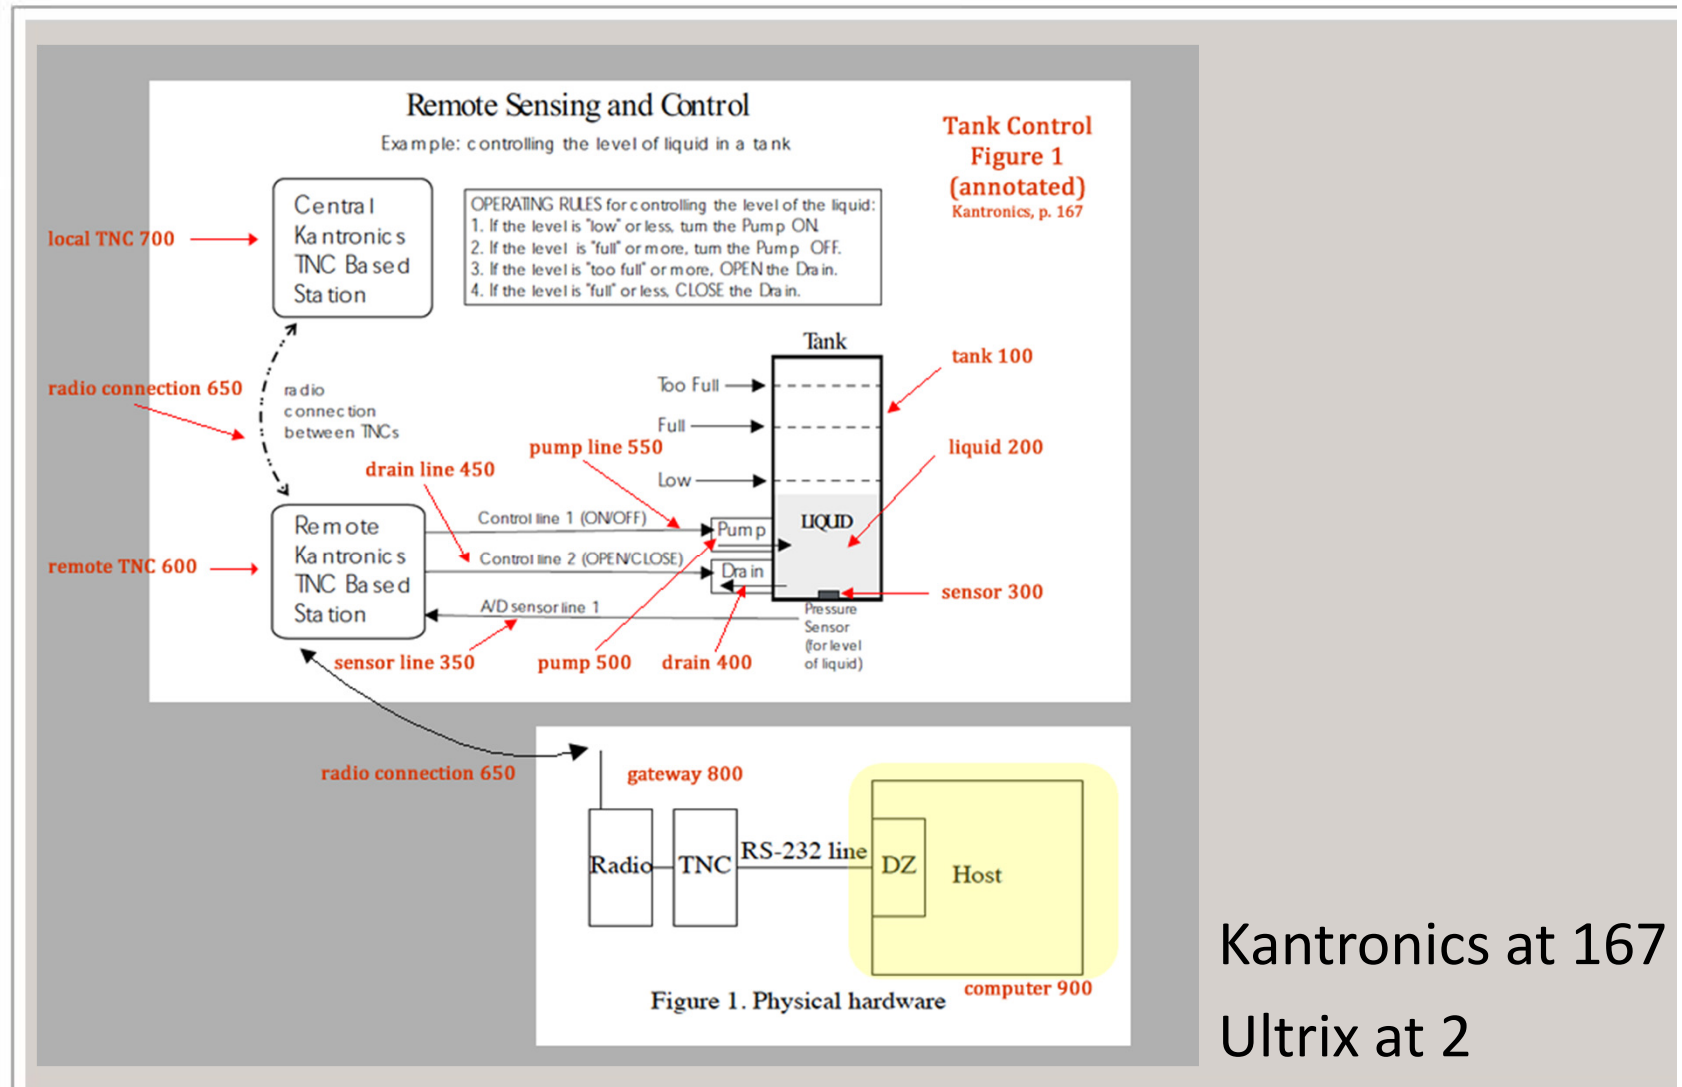 Remote Sensing and Control
Example: controlling the level of liquid in a tank
Tank Control
Figure 1
(annotated)
Kantronics, p. 167
local TNC 700
Central
Kantronics
TNC Based
Station
OPERATING RULES for controlling the level of the liquid:
1. If the level is "low" or less, turn the Pump ON.
2. If the level is "full" or more, turn the Pump OFF.
3. If the level is "too full" or more, OPEN the Drain.
4. If the level is "full" or less, CLOSE the Drain.
Tank
tank 100
radio connection 650
radio
connection
between TNCs
Too Full
Full
Low
liquid 200
pump line 550
drain line 450
remote TNC 600
Remote
Kantronics
TNC Based
Station
Control line 1 (ON/OFF)
Control line 2 (OPEN/CLOSE)
A/D sensor line 1
Pump
Drain
LIQUID
sensor 300
Pressure
Sensor
(for level
of liquid)
sensor line 350
pump 500
drain 400
radio connection 650
gateway 800
Radio
TNC
RS-232 line
DZ
Host
computer 900
Figure 1. Physical hardware
Kantronics at 167
Ultrix at 2